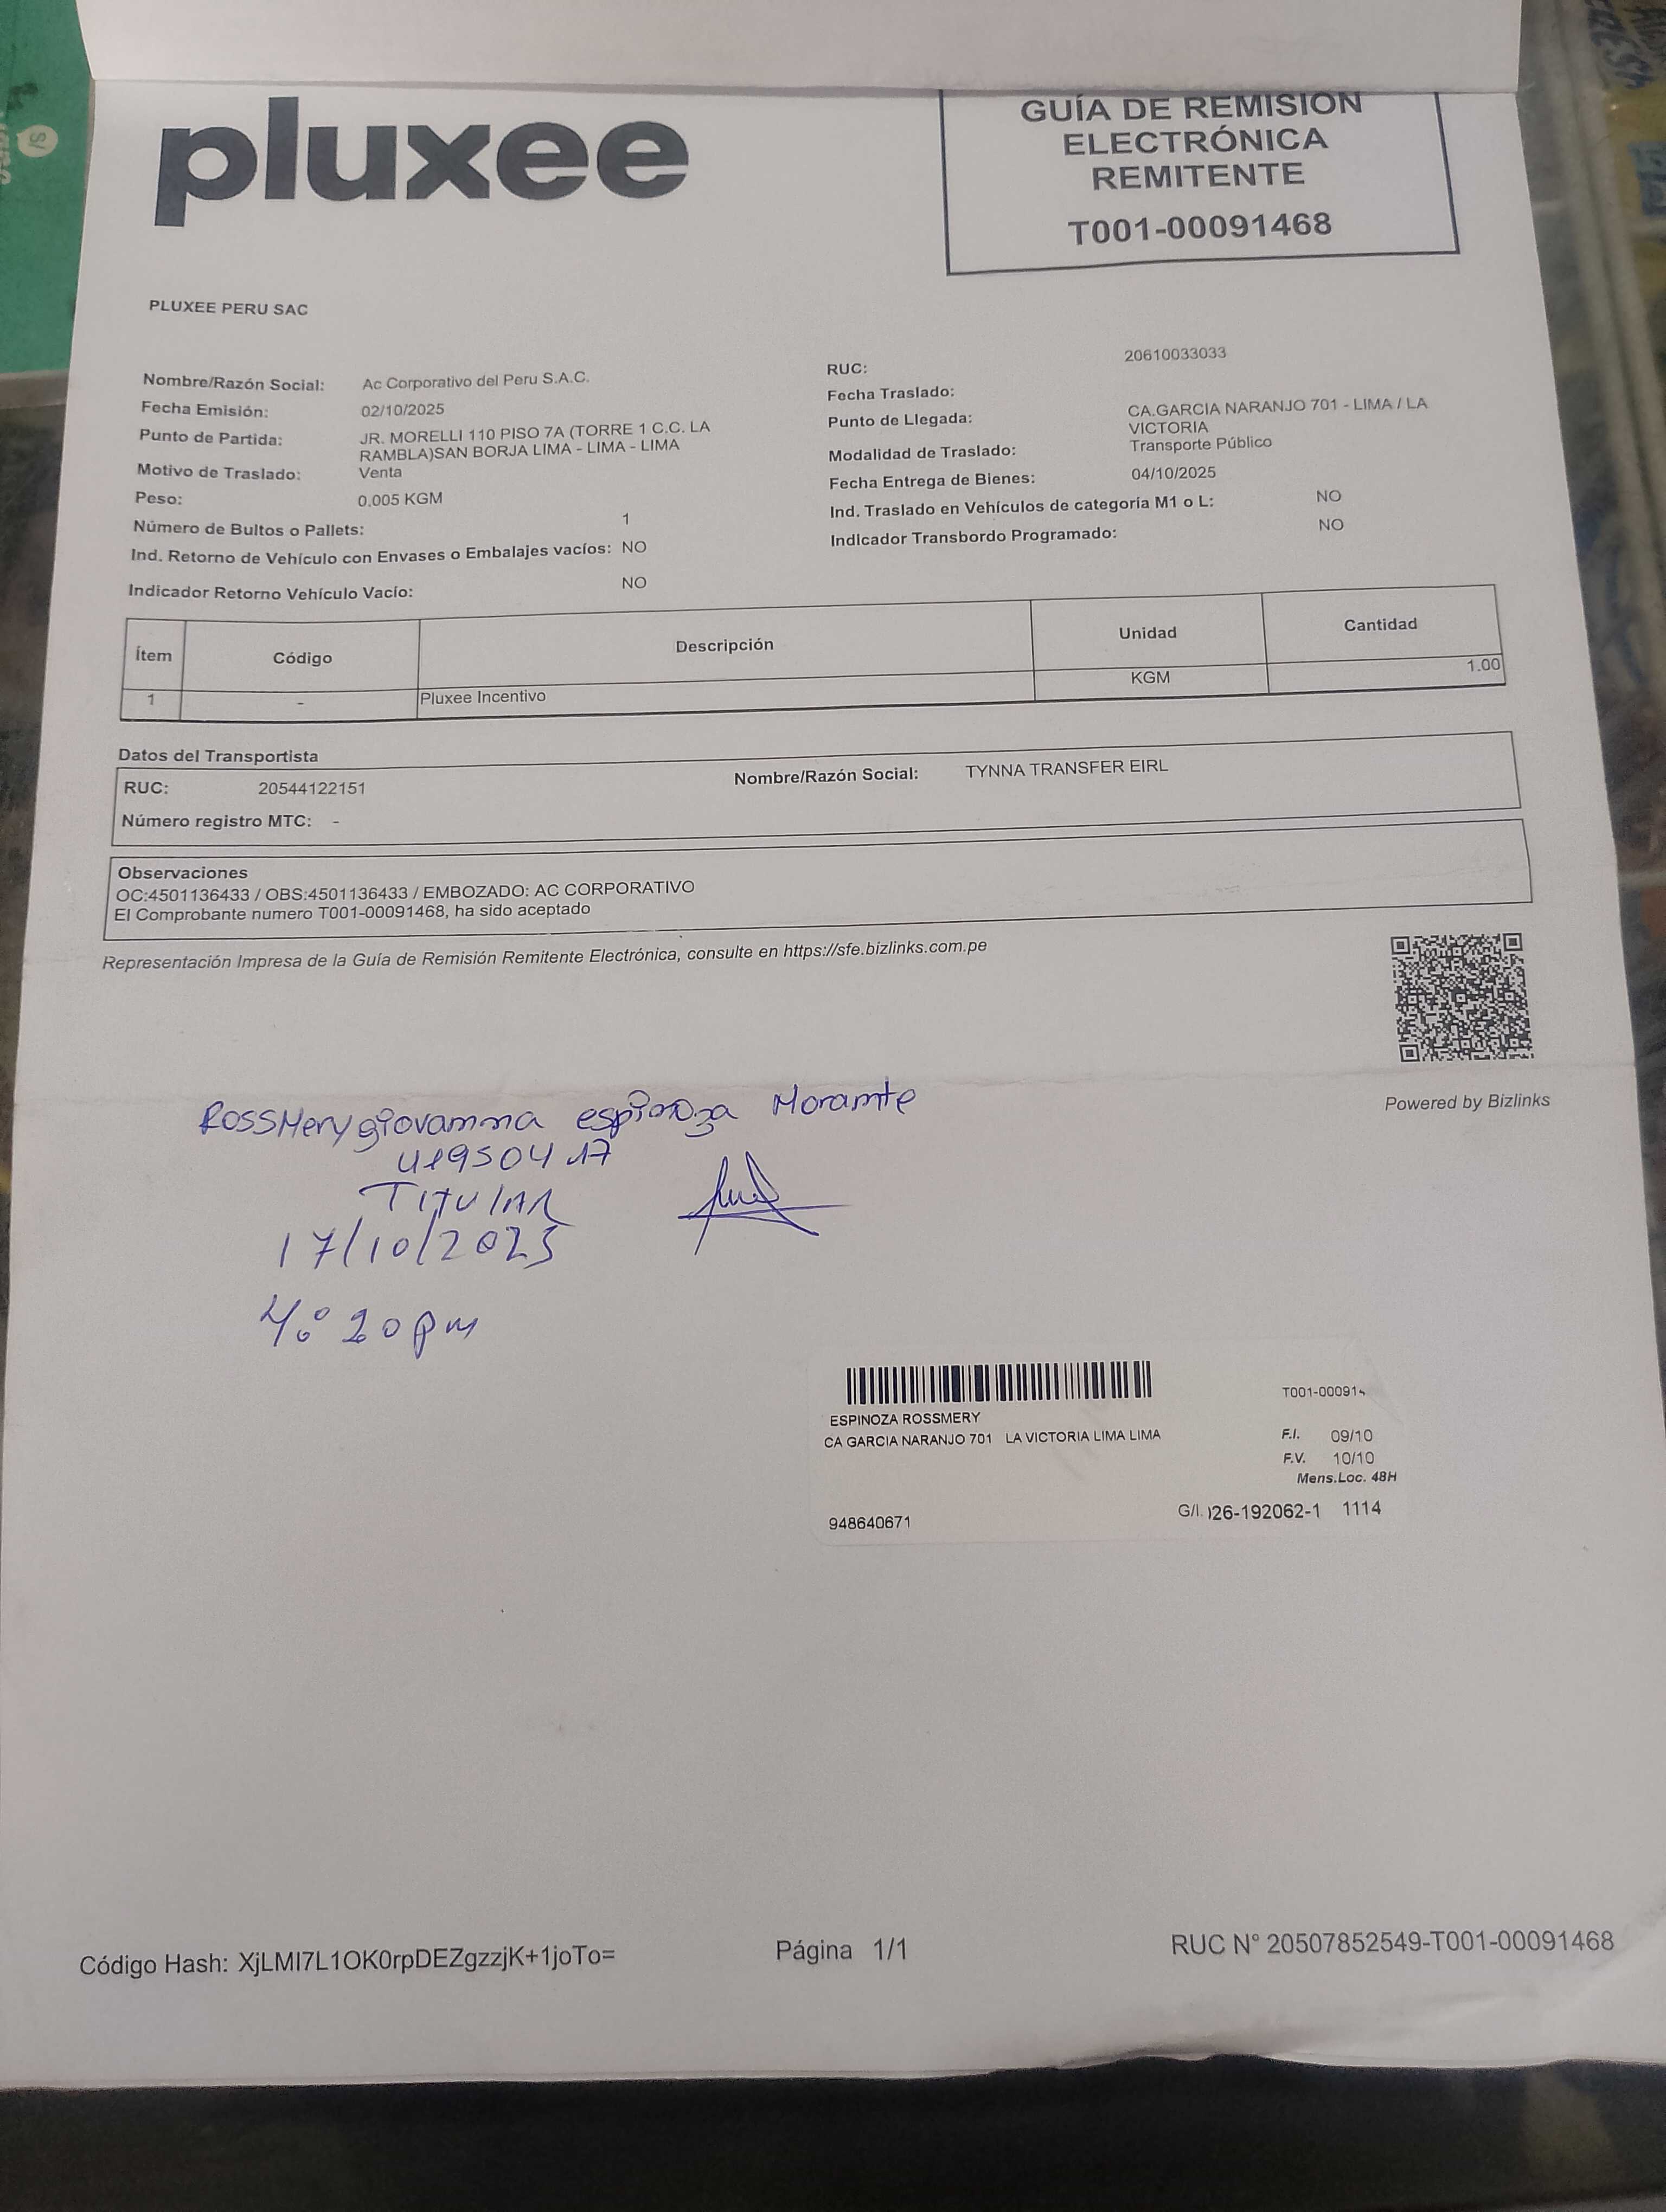 pluxee
GUÍA DE REMISIÓN
ELECTRÓNICA
REMITENTE
T001-00091468
PLUXEE PERU SAC
Nombre/Razón Social: Ac Corporativo del Peru S.A.C.
Fecha Emisión: 02/10/2025
Punto de Partida: JR. MORELLI 110 PISO 7A (TORRE 1 C.C. LA
RAMBLA)SAN BORJA LIMA - LIMA - LIMA
Motivo de Traslado: Venta
Peso: 0.005 KGM
Número de Bultos o Pallets: 1
Ind. Retorno de Vehículo con Envases o Embalajes vacíos: NO
Indicador Retorno Vehículo Vacío: NO
RUC: 20610033033
Fecha Traslado:
Punto de Llegada: CA.GARCIA NARANJO 701 - LIMA / LA
VICTORIA
Modalidad de Traslado: Transporte Público
Fecha Entrega de Bienes: 04/10/2025
Ind. Traslado en Vehículos de categoría M1 o L: NO
Indicador Transbordo Programado: NO
Ítem Código Descripción Unidad Cantidad
1 - Pluxee Incentivo KGM 1.00
Datos del Transportista
RUC: 20544122151 Nombre/Razón Social: TYNNA TRANSFER EIRL
Número registro MTC: -
Observaciones
OC:4501136433 / OBS:4501136433 / EMBOZADO: AC CORPORATIVO
El Comprobante numero T001-00091468, ha sido aceptado
Representación Impresa de la Guía de Remisión Remitente Electrónica, consulte en https://sfe.bizlinks.com.pe
Powered by Bizlinks
RossMery giovanna espinoza Morante
41950417
TITULAR
17/10/2025
4:20 pm
T001-000914
ESPINOZA ROSSMERY
CA GARCIA NARANJO 701 LA VICTORIA LIMA LIMA
F.I. 09/10
F.V. 10/10
Mens.Loc. 48H
948640671
G/I. 26-192062-1 1114
Código Hash: XjLMI7L1OK0rpDEZgzzjK+1joTo=
Página 1/1
RUC N° 20507852549-T001-00091468